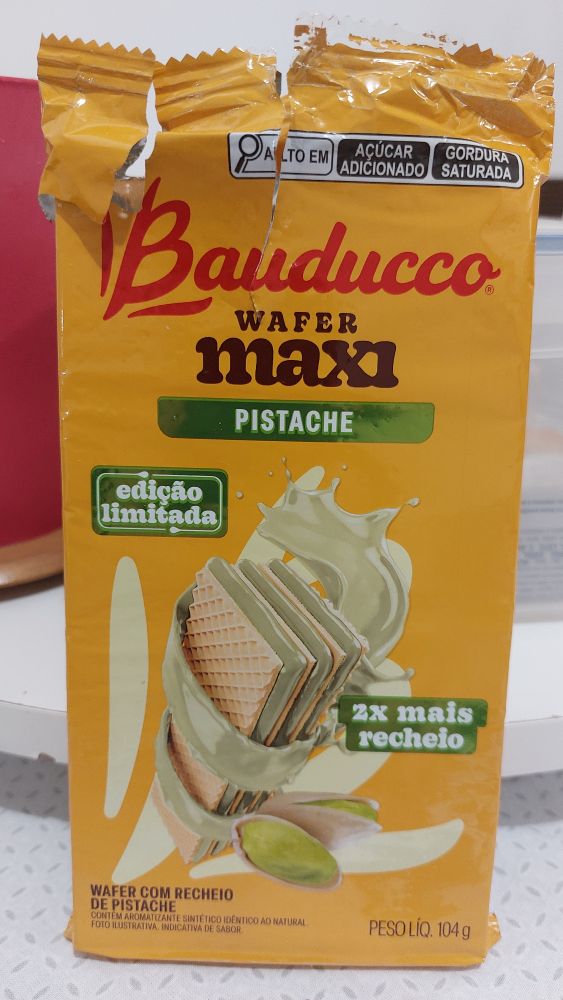 ALTO EM
AÇÚCAR
ADICIONADO
GORDURA
SATURADA
Bauducco
WAFER
maxi
PISTACHE
edição
limitada
2x mais
recheio
WAFER COM RECHEIO
DE PISTACHE
CONTÉM AROMATIZANTE SINTÉTICO IDÊNTICO AO NATURAL.
FOTO ILUSTRATIVA. INDICATIVA DE SABOR.
PESO LÍQ. 104 g